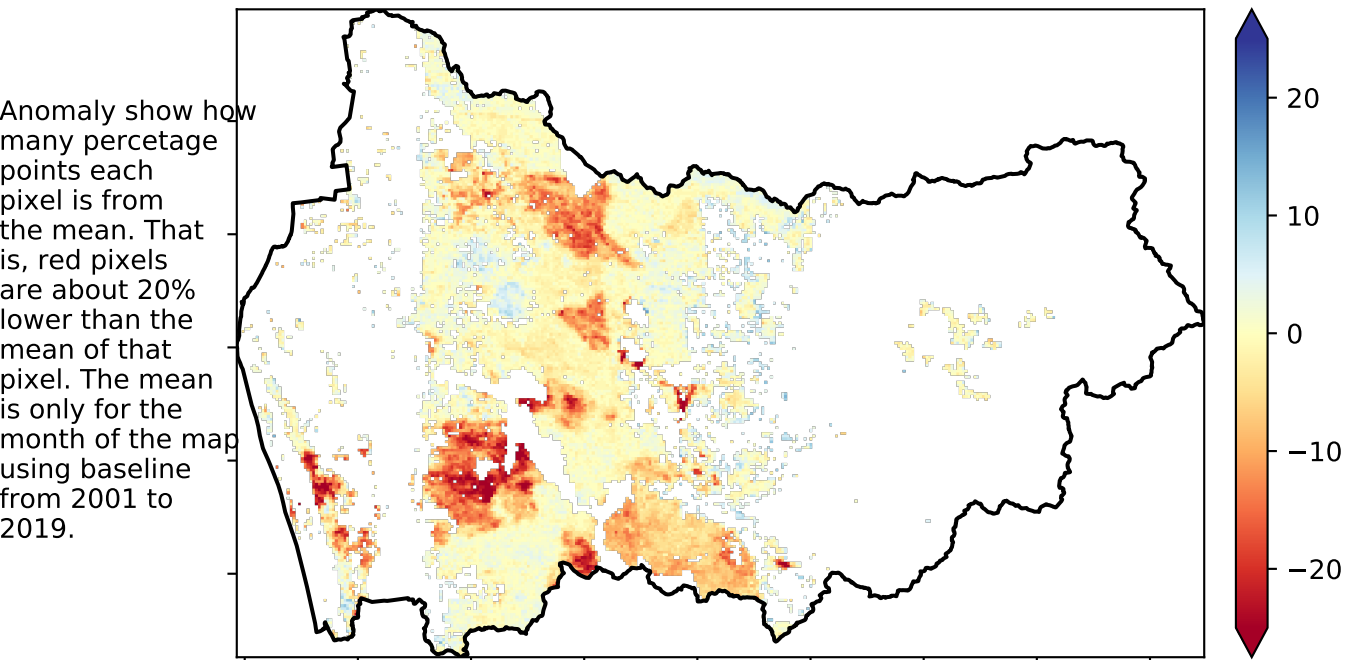 Anomaly show how
many percetage
points each
pixel is from
the mean. That
is, red pixels
are about 20%
lower than the
mean of that
pixel. The mean
is only for the
month of the map
using baseline
from 2001 to
2019.
20
10
0
−10
−20